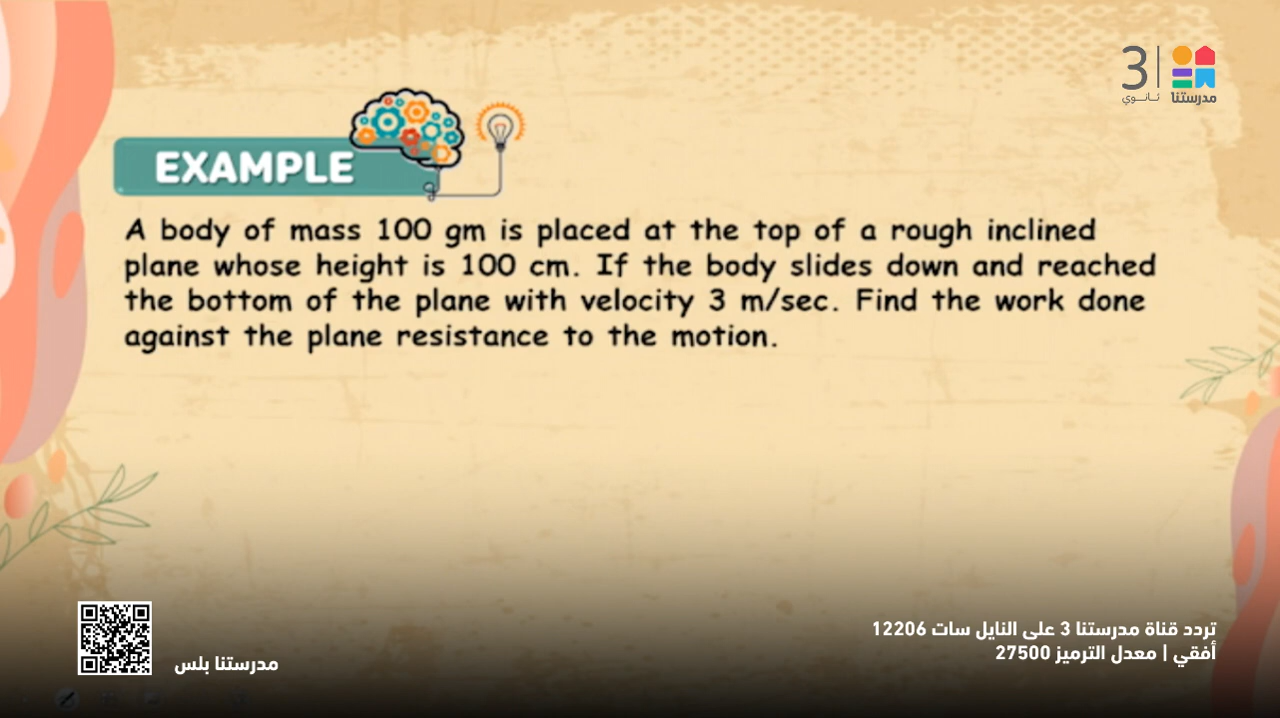 3
ثانوي
مدرستنا
EXAMPLE
A body of mass 100 gm is placed at the top of a rough inclined
plane whose height is 100 cm. If the body slides down and reached
the bottom of the plane with velocity 3 m/sec. Find the work done
against the plane resistance to the motion.
تردد قناة مدرستنا 3 على النايل سات 12206
أفقي | معدل الترميز 27500
مدرستنا بلس